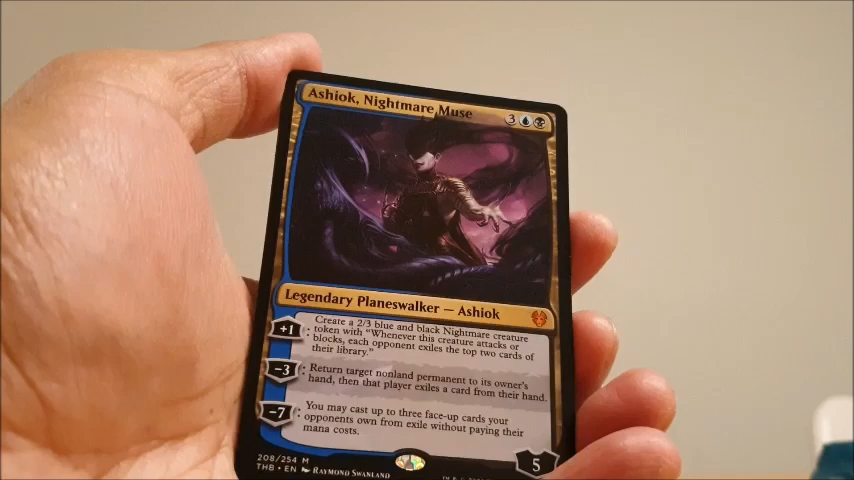 Ashiok, Nightmare Muse
3
Legendary Planeswalker — Ashiok
+1 : Create a 2/3 blue and black Nightmare creature
token with "Whenever this creature attacks or
blocks, each opponent exiles the top two cards of
their library."
−3 : Return target nonland permanent to its owner's
hand, then that player exiles a card from their hand.
−7 : You may cast up to three face-up cards your
opponents own from exile without paying their
mana costs.
5
208/254 M
THB • EN RAYMOND SWANLAND